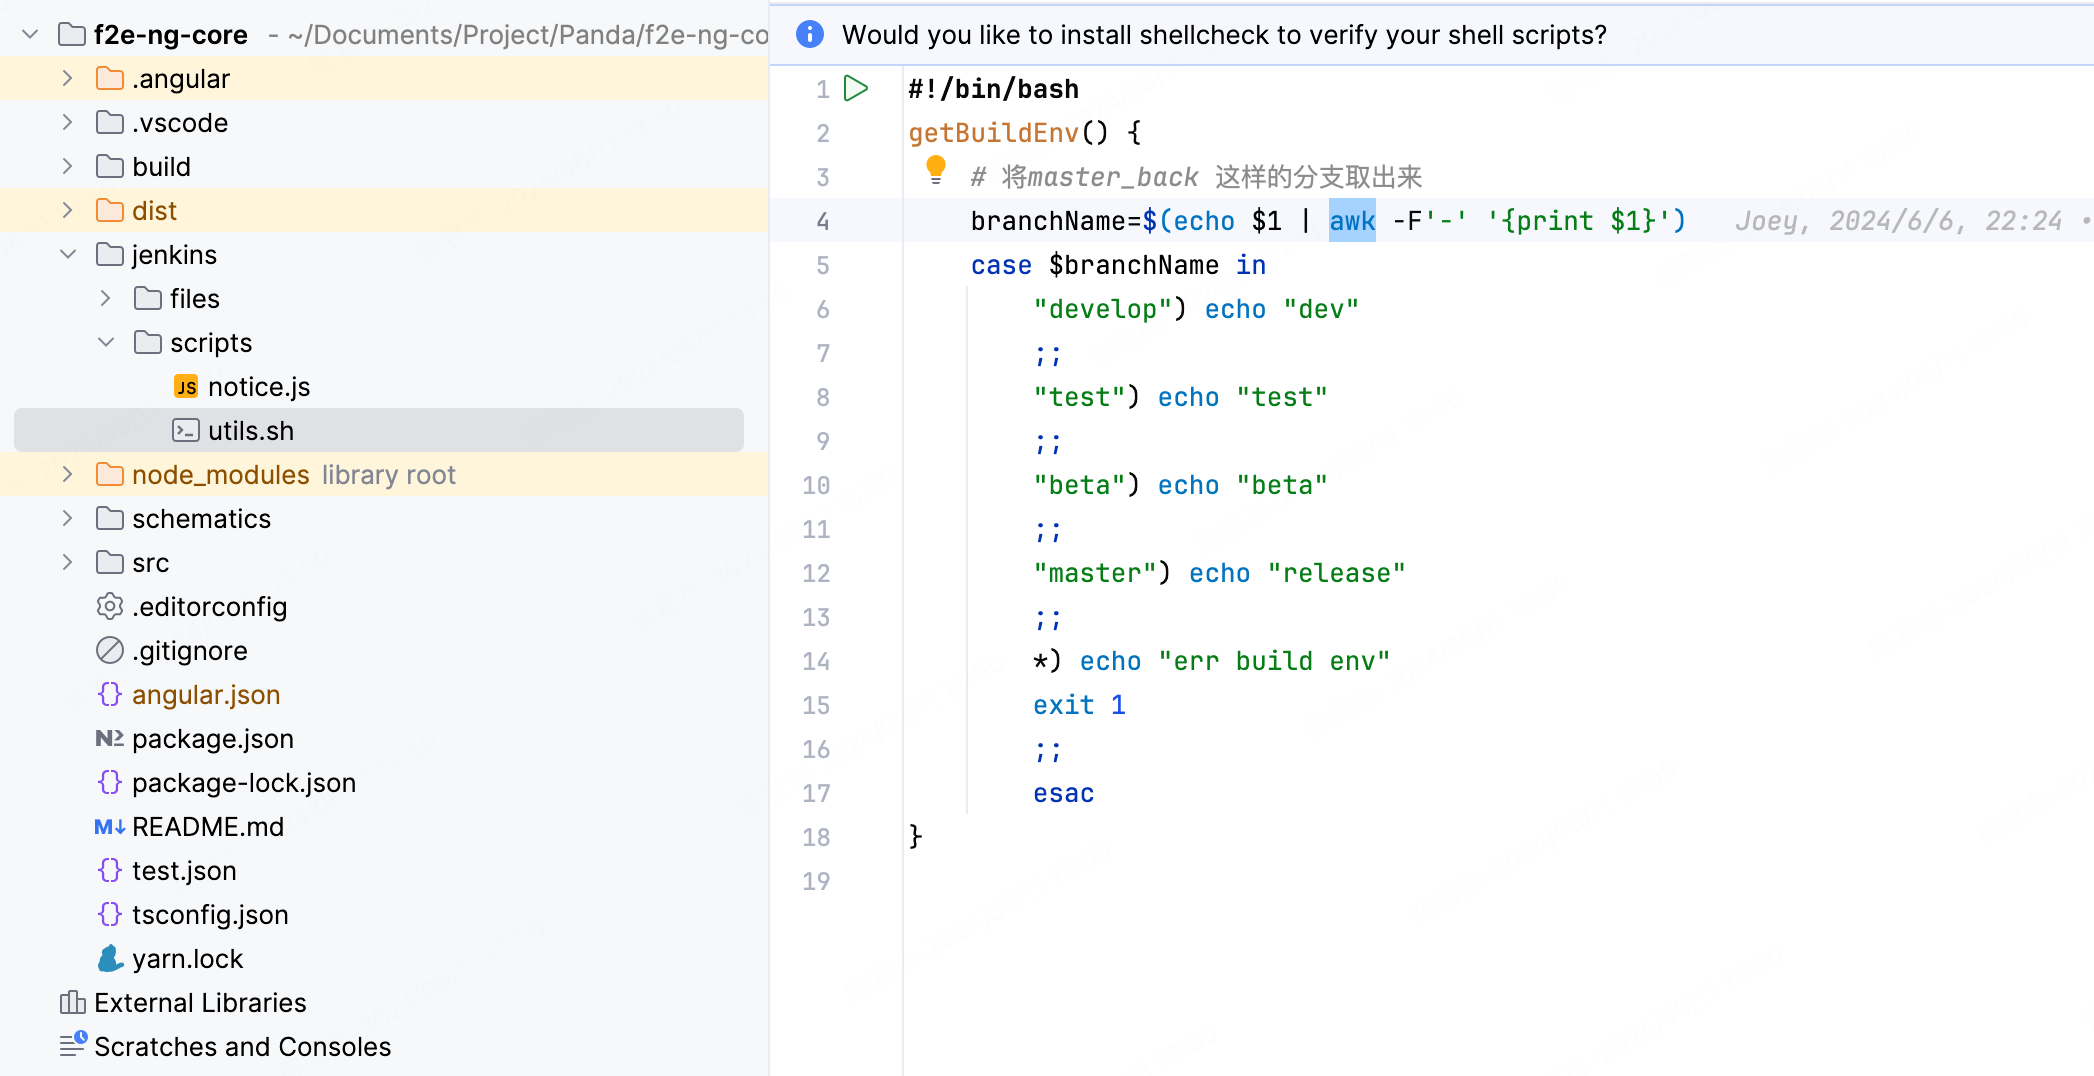 f2e-ng-core - ~/Documents/Project/Panda/f2e-ng-co
.angular
.vscode
build
dist
jenkins
files
scripts
JS notice.js
utils.sh
node_modules library root
schematics
src
.editorconfig
.gitignore
angular.json
package.json
package-lock.json
M↓ README.md
test.json
tsconfig.json
yarn.lock
External Libraries
Scratches and Consoles
Would you like to install shellcheck to verify your shell scripts?
1 #!/bin/bash
2 getBuildEnv() {
3 # 将master_back 这样的分支取出来
4 branchName=$(echo $1 | awk -F'-' '{print $1}') Joey, 2024/6/6, 22:24 •
5 case $branchName in
6 "develop") echo "dev"
7 ;;
8 "test") echo "test"
9 ;;
10 "beta") echo "beta"
11 ;;
12 "master") echo "release"
13 ;;
14 *) echo "err build env"
15 exit 1
16 ;;
17 esac
18 }
19